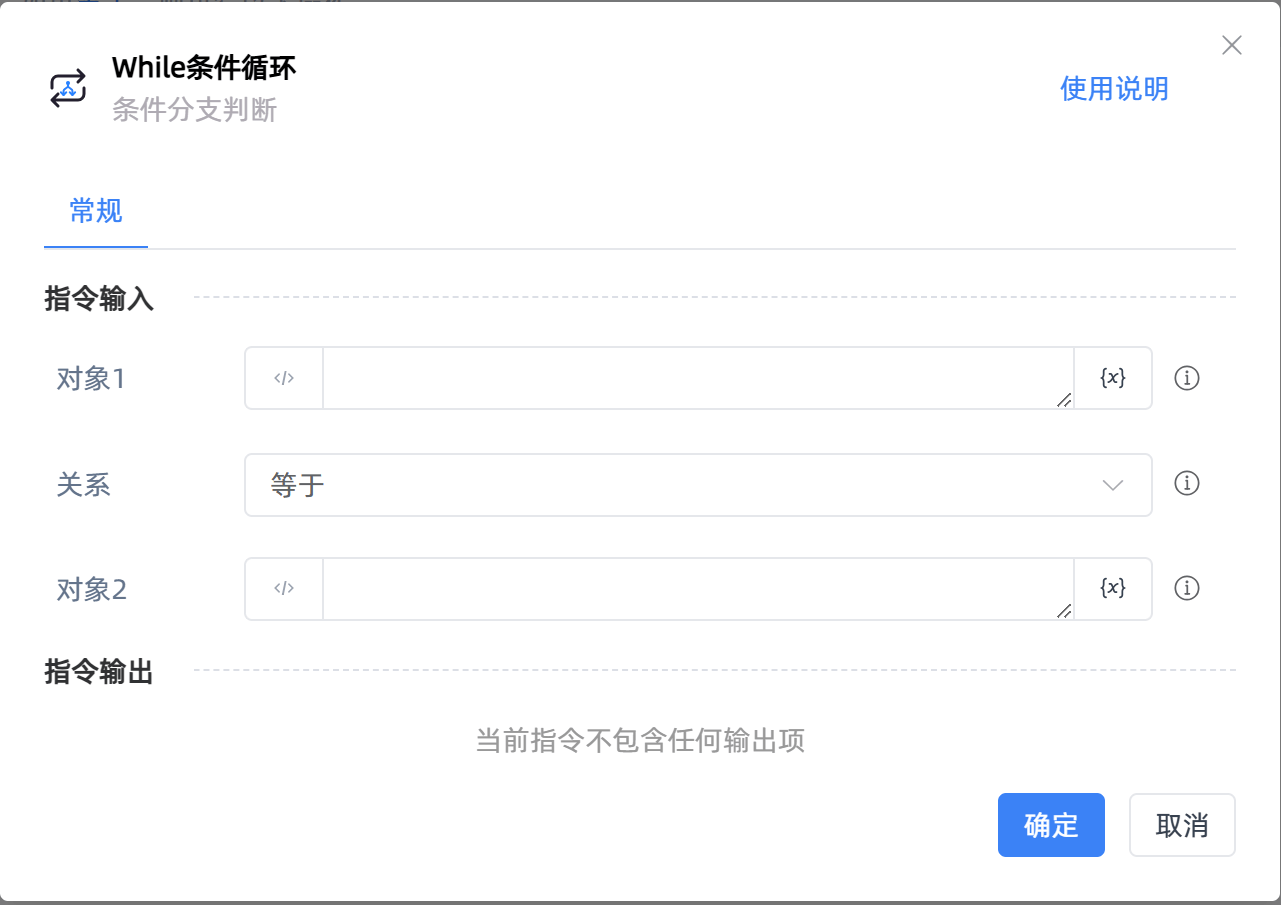 While条件循环
条件分支判断
使用说明
常规
指令输入
对象1
</>
{x}
关系
等于
对象2
</>
{x}
指令输出
当前指令不包含任何输出项
确定
取消